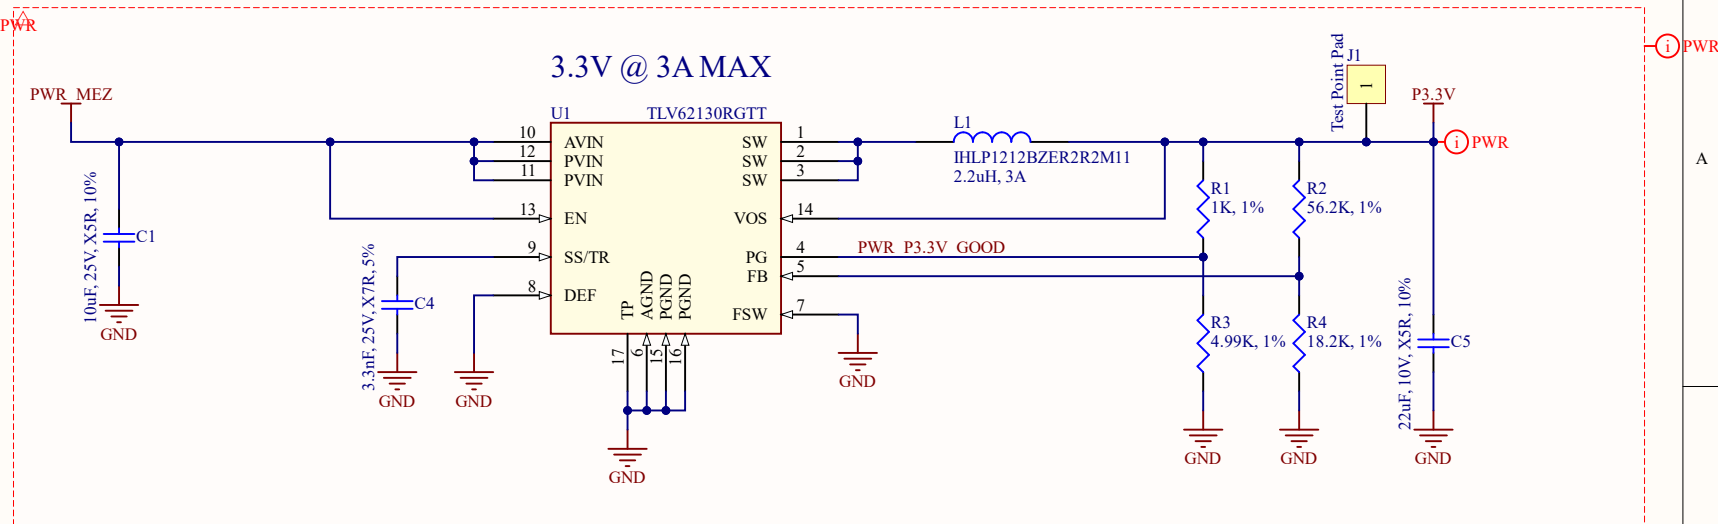 PWR
3.3V @ 3A MAX
PWR_MEZ
U1
TLV62130RGTT
10
AVIN
12
PVIN
11
PVIN
13
EN
9
SS/TR
8
DEF
SW
1
SW
2
SW
3
VOS
14
PG
4
FB
5
FSW
7
TP
AGND
PGND
PGND
17
6
15
16
GND
C1
10uF, 25V, X5R, 10%
GND
C4
3.3nF, 25V, X7R, 5%
GND
GND
GND
L1
IHLP1212BZER2R2M11
2.2uH, 3A
PWR_P3.3V_GOOD
R1
1K, 1%
R2
56.2K, 1%
R3
4.99K, 1%
R4
18.2K, 1%
GND
GND
Test Point Pad
J1
1
P3.3V
i
PWR
i
PWR
C5
22uF, 10V, X5R, 10%
GND
A